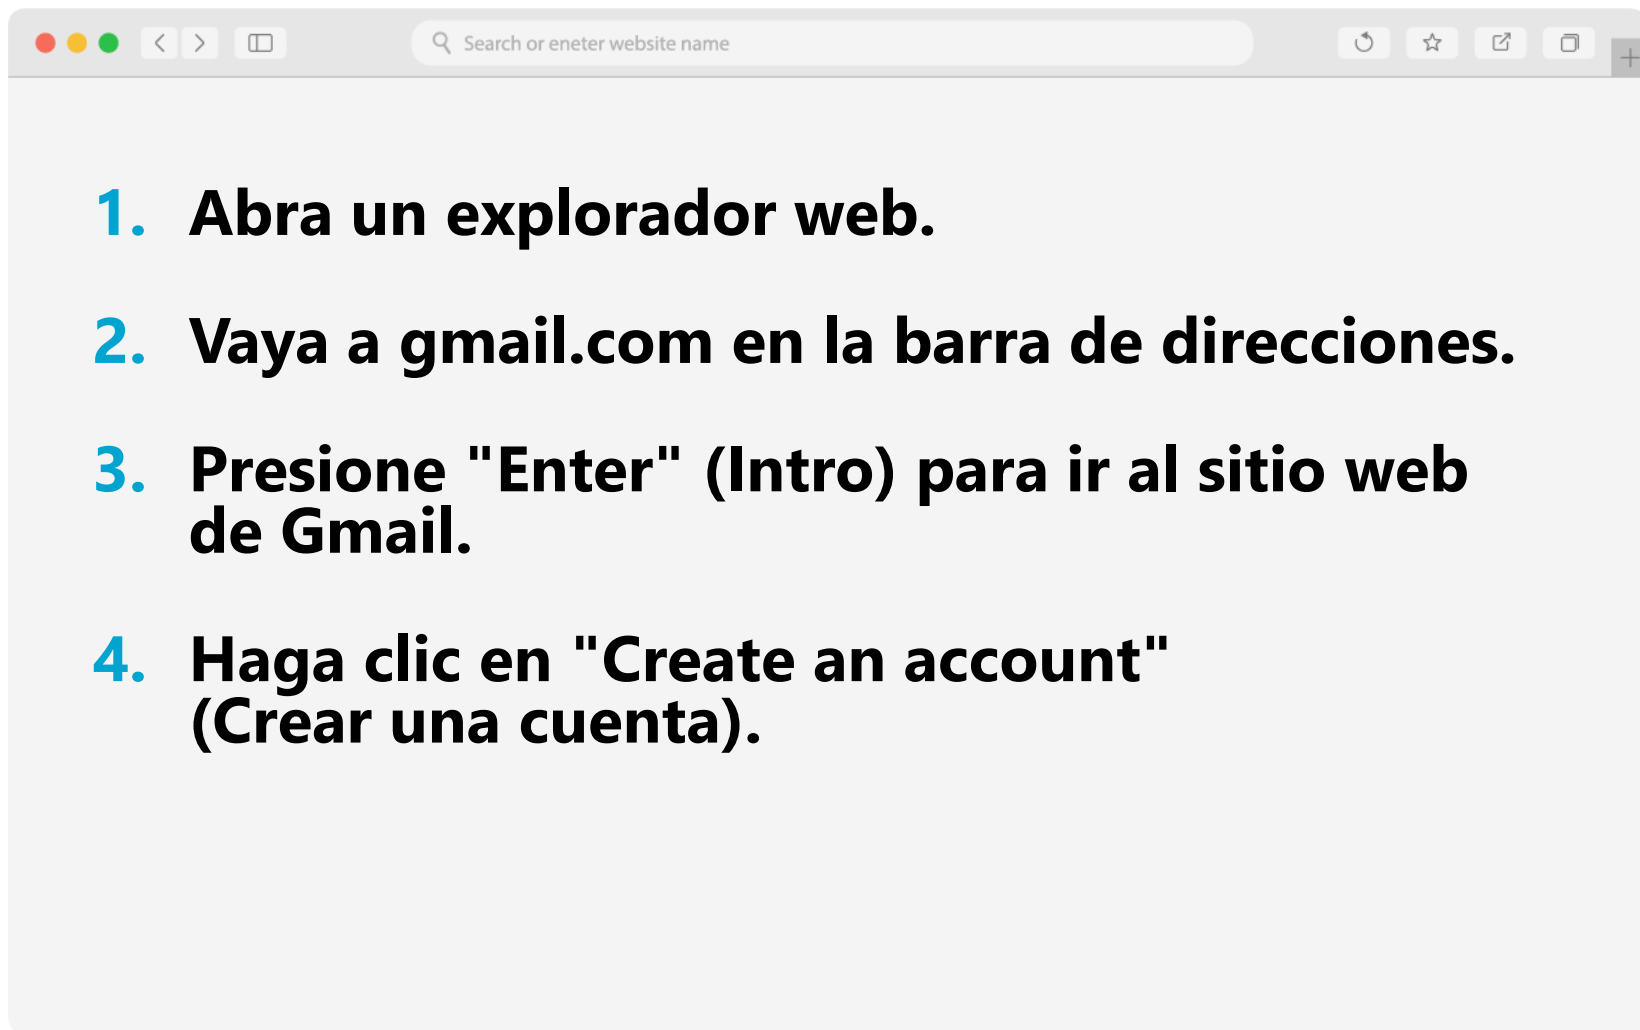 Search or eneter website name
1. Abra un explorador web.
2. Vaya a gmail.com en la barra de direcciones.
3. Presione "Enter" (Intro) para ir al sitio web
de Gmail.
4. Haga clic en "Create an account"
(Crear una cuenta).